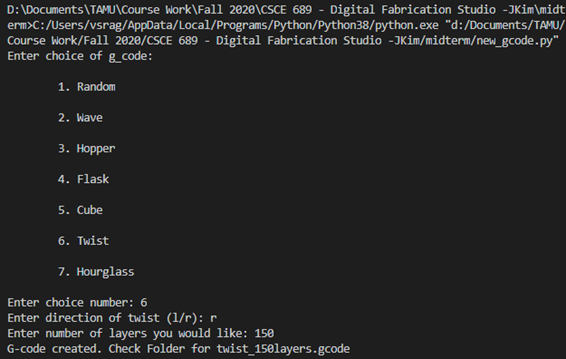 D:\Documents\TAMU\Course Work\Fall 2020\CSCE 689 - Digital Fabrication Studio -JKim\midt
erm>C:/Users/vsrag/AppData/Local/Programs/Python/Python38/python.exe "d:/Documents/TAMU/
Course Work/Fall 2020/CSCE 689 - Digital Fabrication Studio -JKim/midterm/new_gcode.py"
Enter choice of g_code:
1. Random
2. Wave
3. Hopper
4. Flask
5. Cube
6. Twist
7. Hourglass
Enter choice number: 6
Enter direction of twist (l/r): r
Enter number of layers you would like: 150
G-code created. Check Folder for twist_150layers.gcode